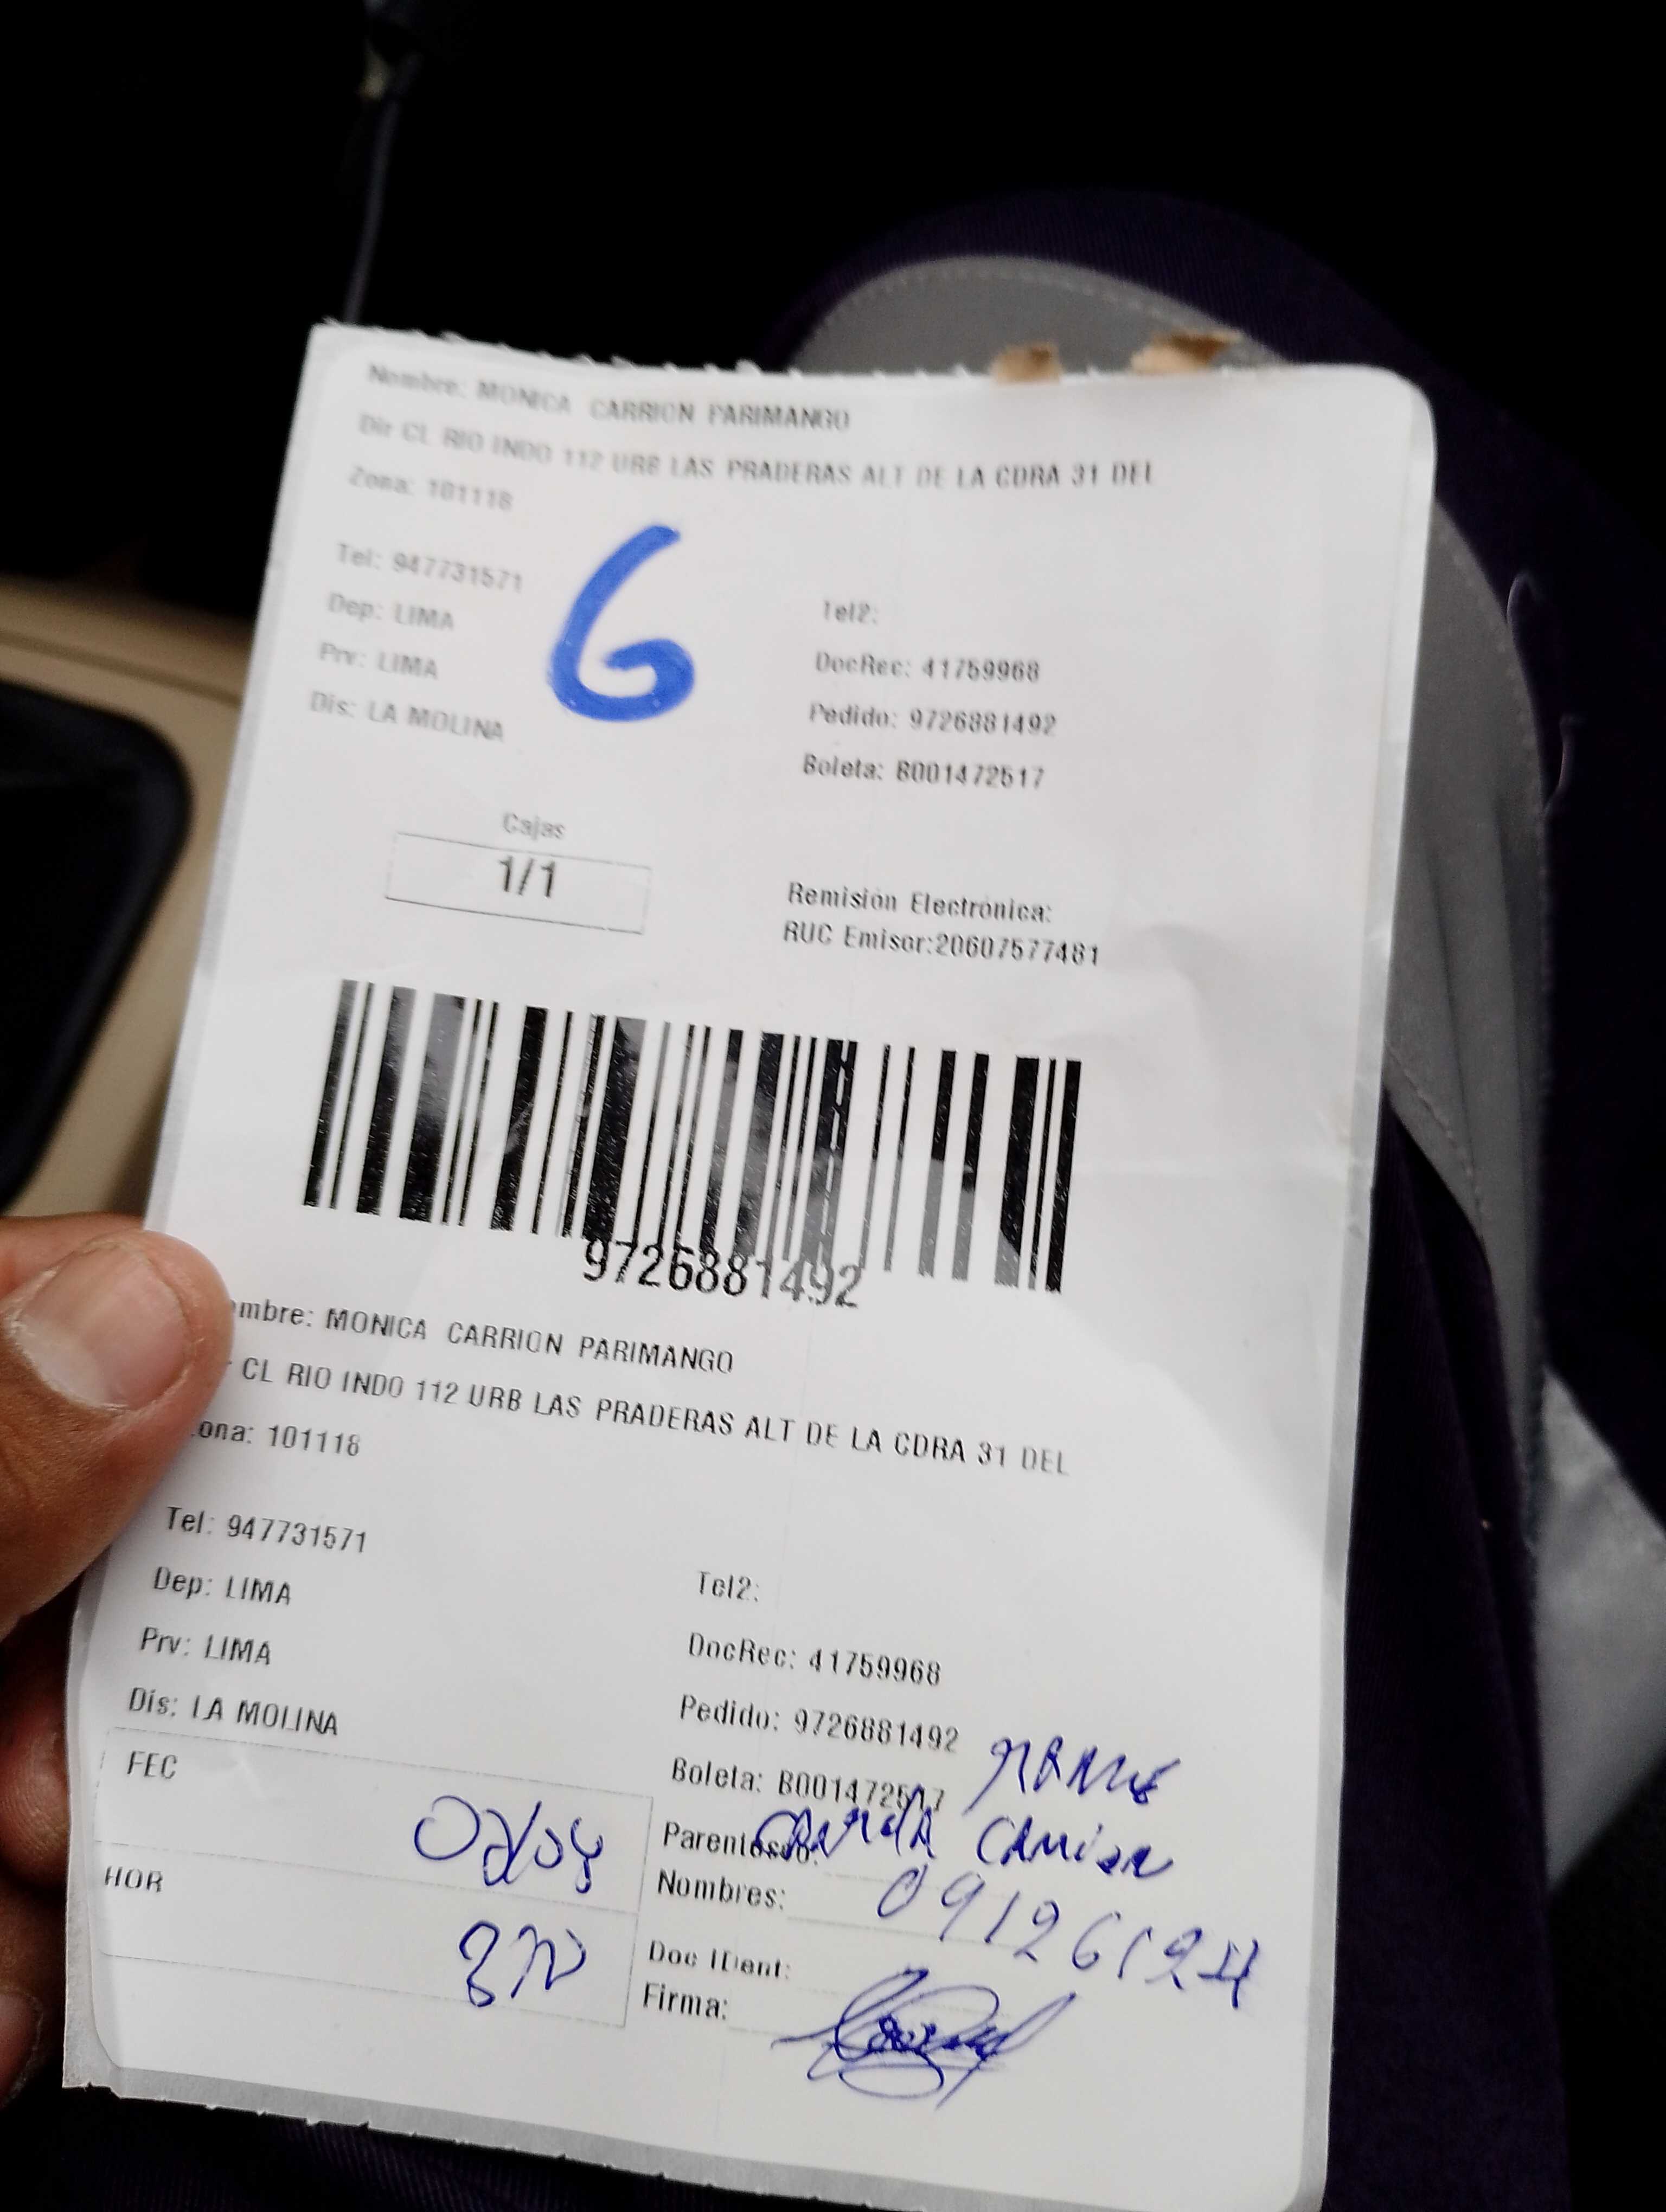 Nombre: MONICA CARRION PARIMANGO
Dir CL RIO INDO 112 URB LAS PRADERAS ALT DE LA CDRA 31 DEL
Zona: 101118
6
Tel: 947731571
Tel2:
Dep: LIMA
DocRec: 41759968
Prv: LIMA
Pedido: 9726881492
Dis: LA MOLINA
Boleta: B001472517
Cajas
1/1
Remisión Electrónica:
RUC Emisor:20607577481
9726881492
ombre: MONICA CARRION PARIMANGO
r CL RIO INDO 112 URB LAS PRADERAS ALT DE LA CDRA 31 DEL
ona: 101118
Tel: 947731571
Tel2:
Dep: LIMA
DocRec: 41759968
Prv: LIMA
Pedido: 9726881492
Dis: LA MOLINA
Boleta: B001472517
FEC
Parentesco:
HOR
Nombres: 09126124
Doc IDent:
Firma: